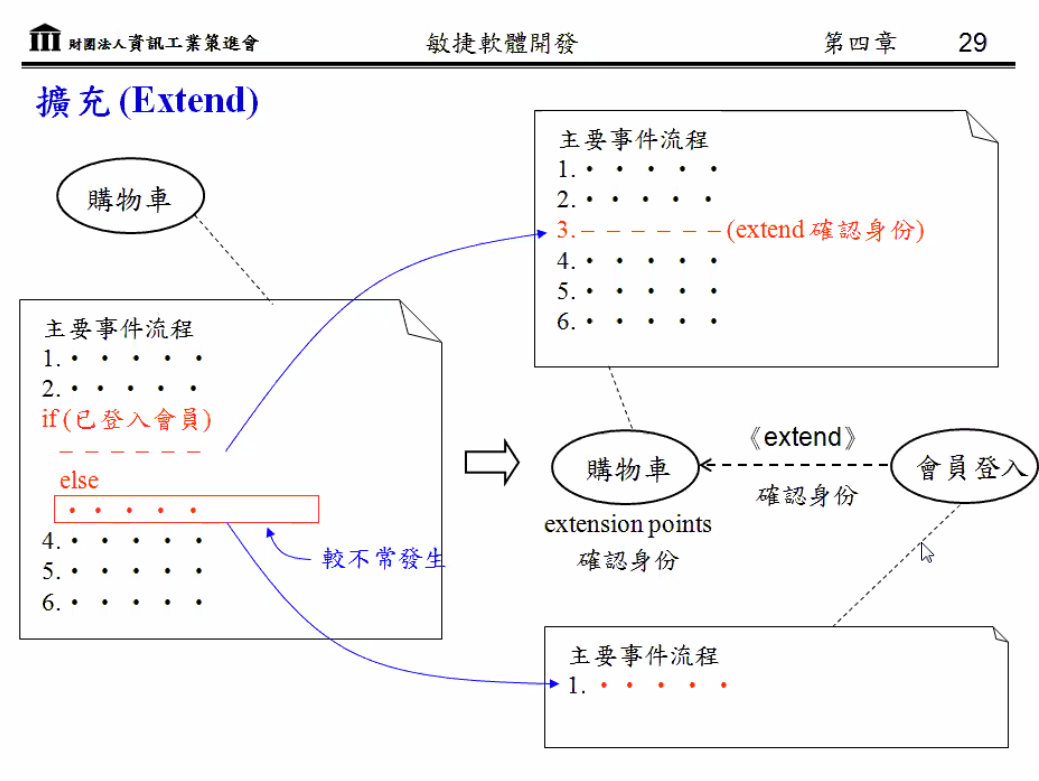 財團法人資訊工業策進會 敏捷軟體開發 第四章 29
擴充 (Extend)
購物車
主要事件流程
1. • • • • •
2. • • • • •
if (已登入會員)
– – – – – –
else
• • • • •
4. • • • • •
5. • • • • •
6. • • • • •
較不常發生
主要事件流程
1. • • • • •
2. • • • • •
3. – – – – – – (extend 確認身份)
4. • • • • •
5. • • • • •
6. • • • • •
購物車
extension points
確認身份
《extend》
確認身份
會員登入
主要事件流程
1. • • • • •